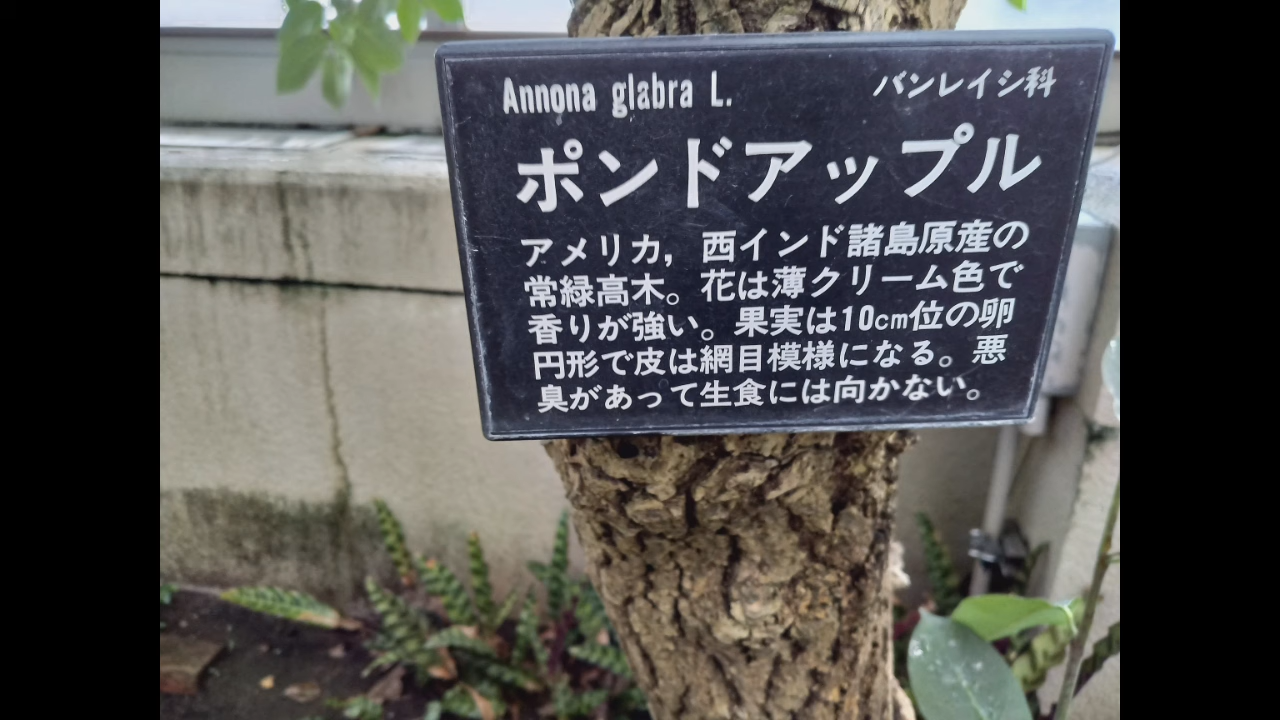 Annona glabra L. バンレイシ科
ポンドアップル
アメリカ，西インド諸島原産の
常緑高木。花は薄クリーム色で
香りが強い。果実は10cm位の卵
円形で皮は網目模様になる。悪
臭があって生食には向かない。